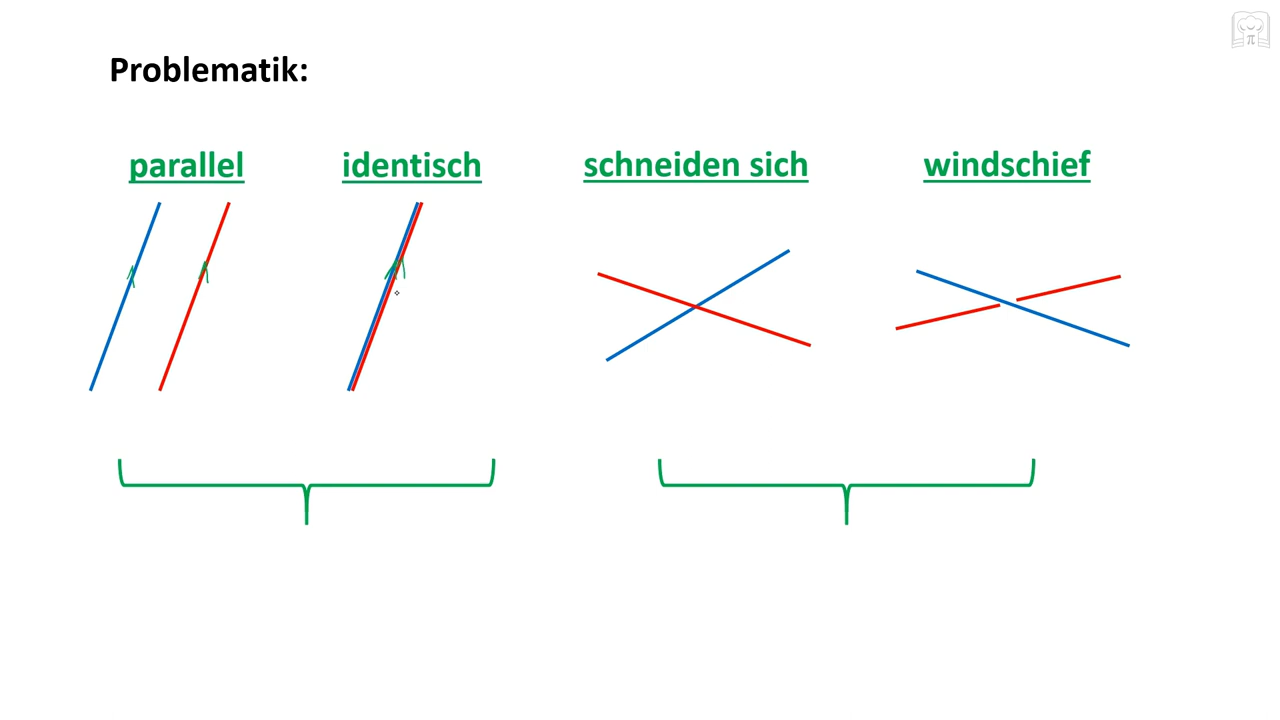 Problematik:
parallel
identisch
schneiden sich
windschief
π